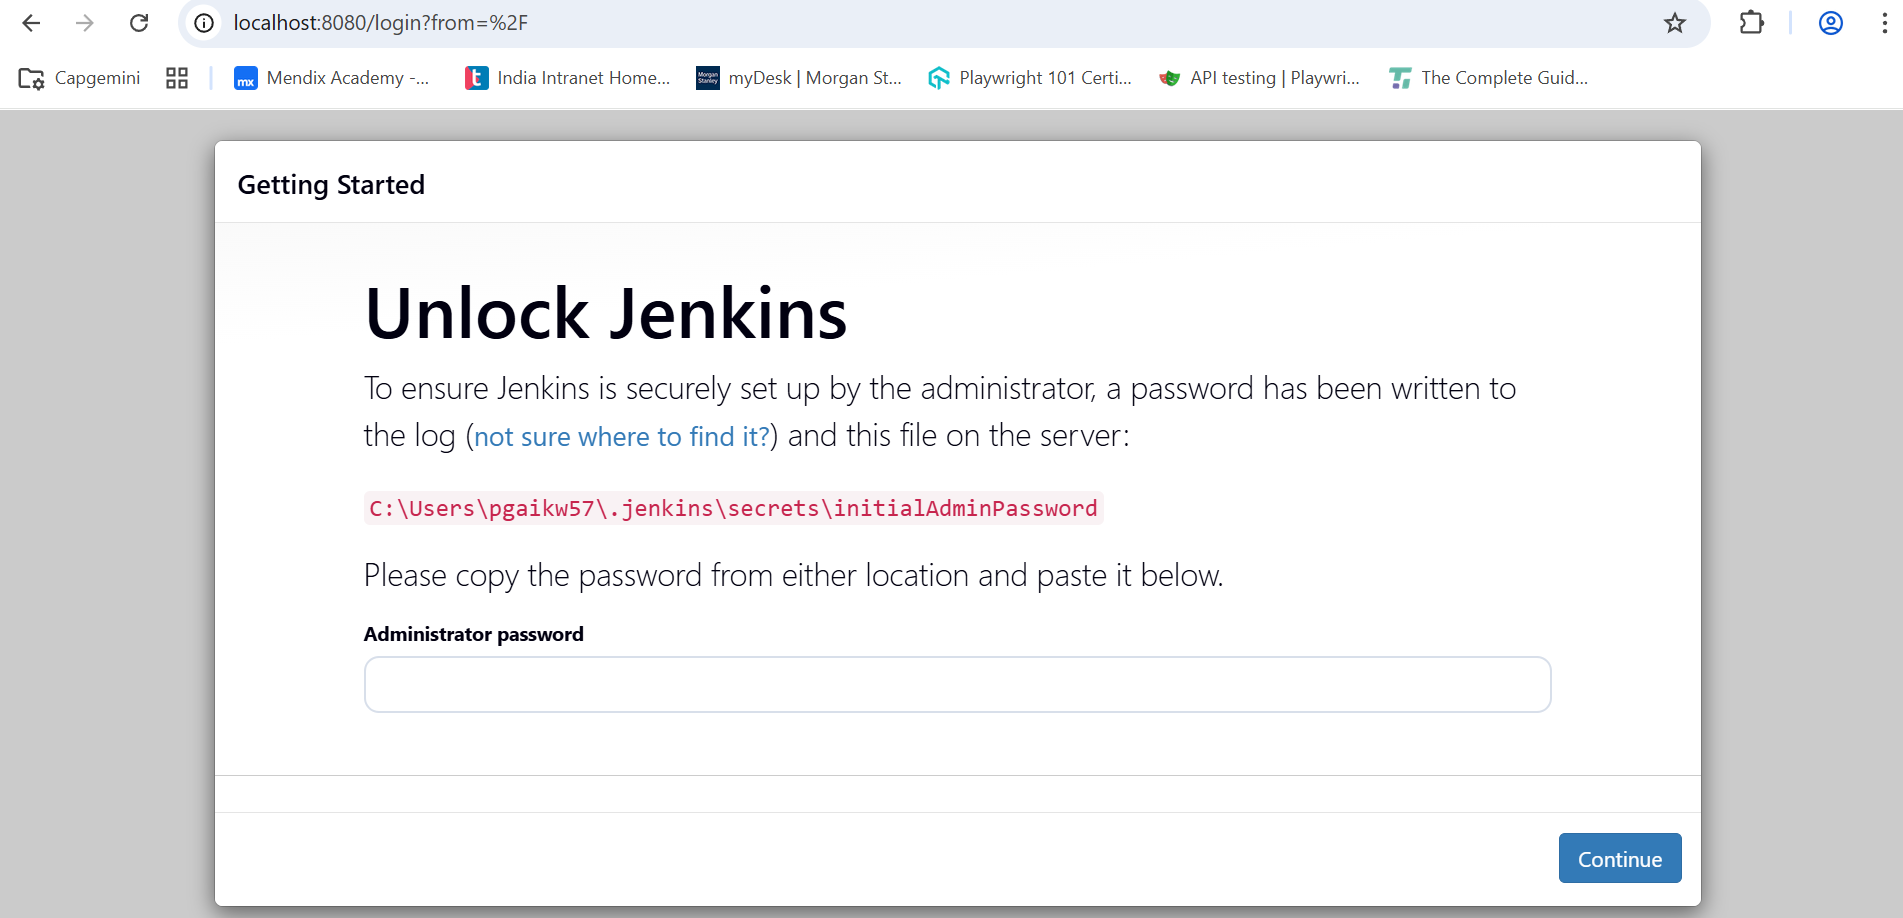 localhost:8080/login?from=%2F
Capgemini
Mendix Academy -...
India Intranet Home...
Morgan Stanley
myDesk | Morgan St...
Playwright 101 Certi...
API testing | Playwri...
The Complete Guid...
mx
t
Getting Started
Unlock Jenkins
To ensure Jenkins is securely set up by the administrator, a password has been written to
the log (not sure where to find it?) and this file on the server:
C:\Users\pgaikw57\.jenkins\secrets\initialAdminPassword
Please copy the password from either location and paste it below.
Administrator password
Continue